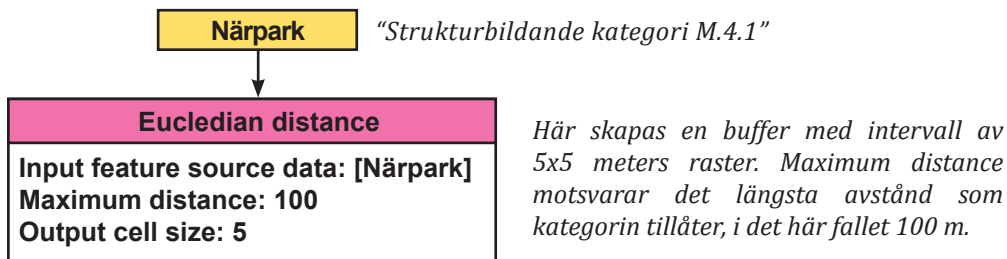 Närpark
“Strukturbildande kategori M.4.1”
Eucledian distance
Input feature source data: [Närpark]
Maximum distance: 100
Output cell size: 5
Här skapas en buffer med intervall av
5x5 meters raster. Maximum distance
motsvarar det längsta avstånd som
kategorin tillåter, i det här fallet 100 m.